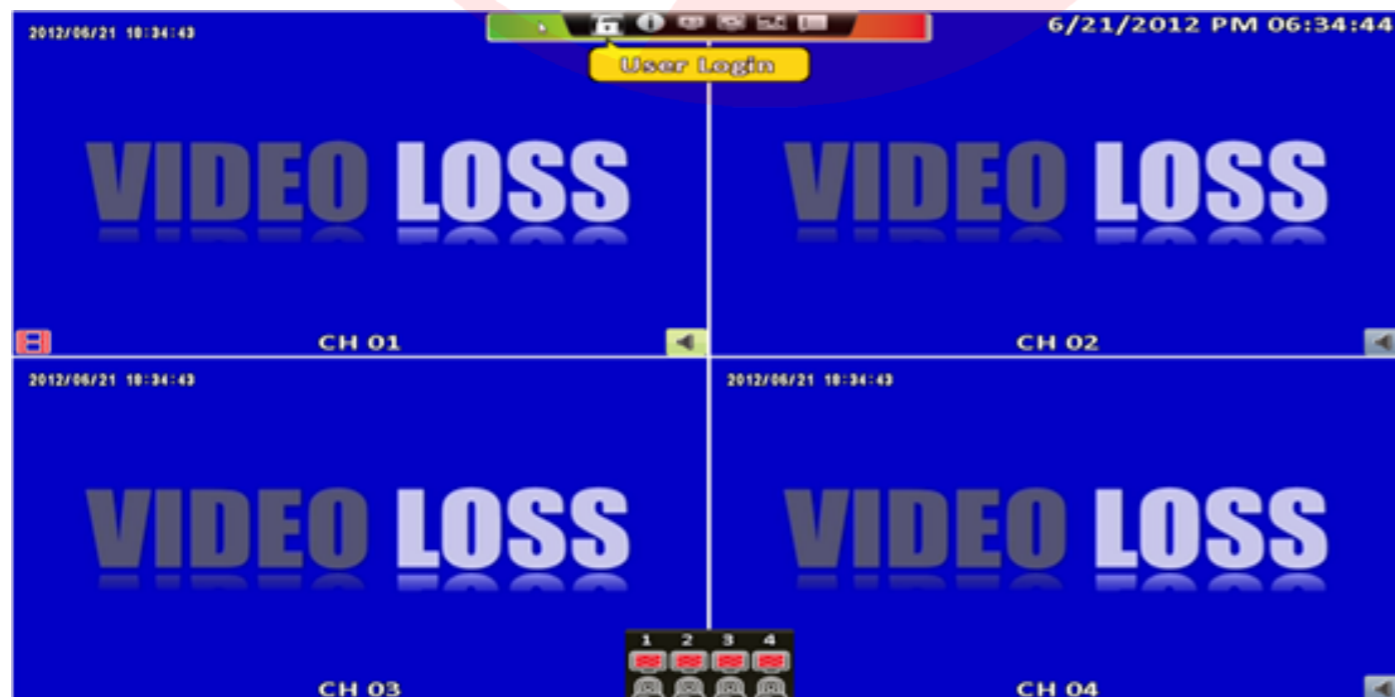 2012/06/21 18:34:43
6/21/2012 PM 06:34:44
User Login
VIDEO LOSS
VIDEO LOSS
CH 01
CH 02
2012/06/21 18:34:43
2012/06/21 18:34:43
VIDEO LOSS
VIDEO LOSS
1 2 3 4
CH 03
CH 04